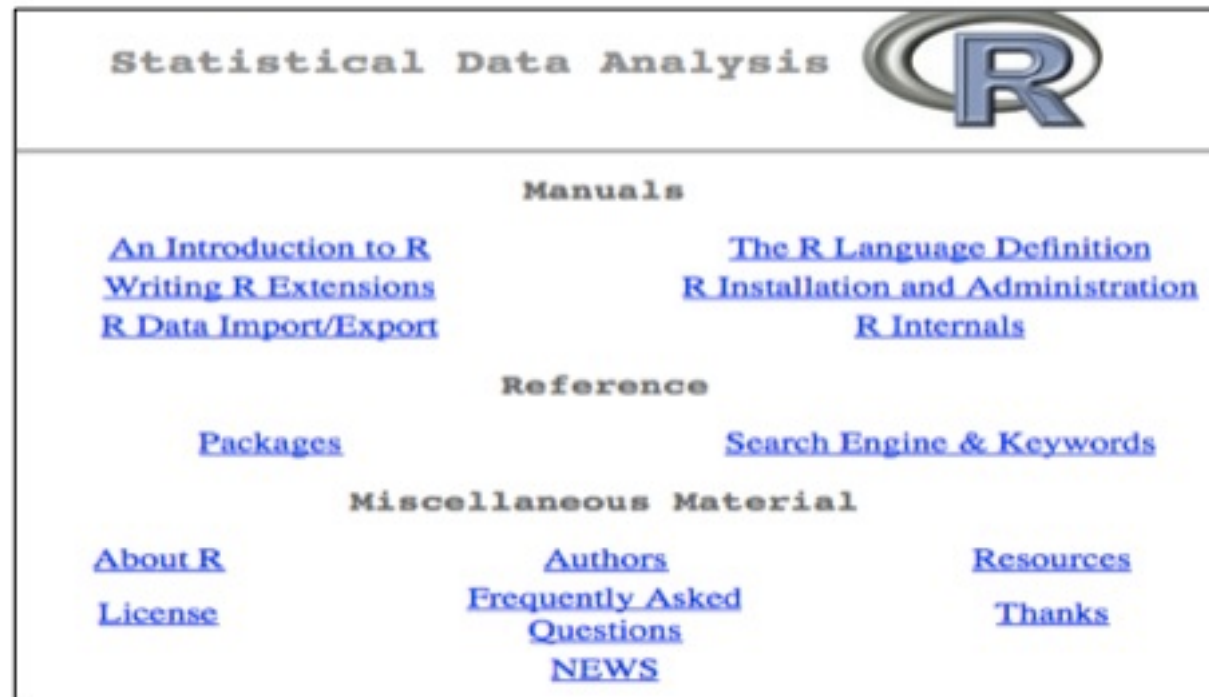 Statistical Data Analysis R
Manuals
An Introduction to R The R Language Definition
Writing R Extensions R Installation and Administration
R Data Import/Export R Internals
Reference
Packages Search Engine & Keywords
Miscellaneous Material
About R Authors Resources
License Frequently Asked Questions Thanks
NEWS